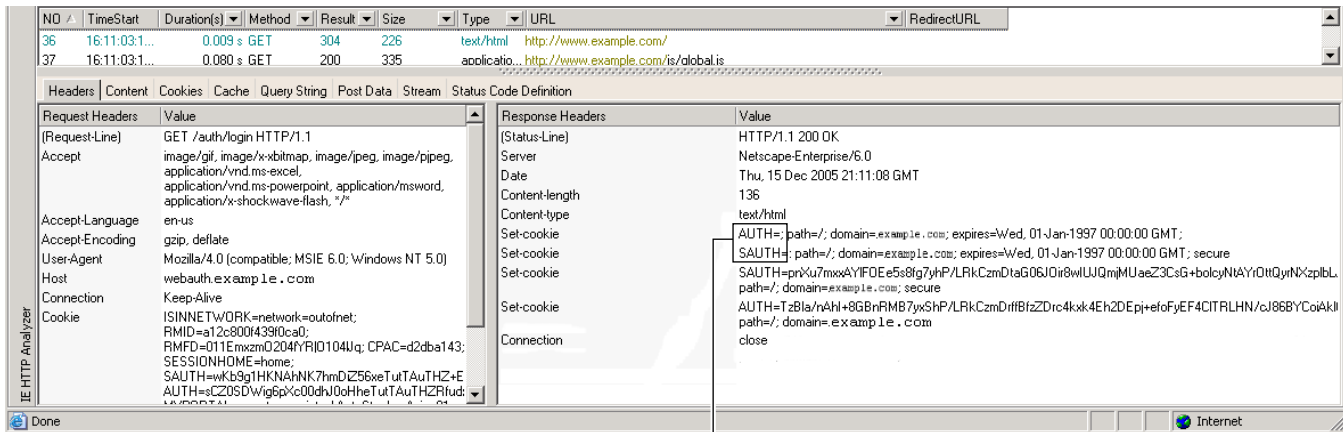 NO TimeStart Duration(s) Method Result Size Type URL RedirectURL
36 16:11:03:1... 0.009 s GET 304 226 text/html http://www.example.com/
37 16:11:03:1... 0.080 s GET 200 335 applicatio... http://www.example.com/is/global.is
Headers Content Cookies Cache Query String Post Data Stream Status Code Definition
Request Headers Value
(Request-Line) GET /auth/login HTTP/1.1
Accept image/gif, image/x-xbitmap, image/jpeg, image/pjpeg,
application/vnd.ms-excel,
application/vnd.ms-powerpoint, application/msword,
application/x-shockwave-flash, */*
Accept-Language en-us
Accept-Encoding gzip, deflate
User-Agent Mozilla/4.0 (compatible; MSIE 6.0; Windows NT 5.0)
Host webauth.example.com
Connection Keep-Alive
Cookie ISINNETWORK=network=outofnet;
RMID=a12c800f439f0ca0;
CPAC=d2dba143;
SESSIONHOME=home;
Response Headers Value
(Status-Line) HTTP/1.1 200 OK
Server Netscape-Enterprise/6.0
Date Thu, 15 Dec 2005 21:11:08 GMT
Content-length 136
Content-type text/html
Set-cookie AUTH=; path=/; domain=.example.com; expires=Wed, 01-Jan-1997 00:00:00 GMT;
Set-cookie SAUTH=; path=/; domain=.example.com; expires=Wed, 01-Jan-1997 00:00:00 GMT; secure
Set-cookie
path=/; domain=.example.com; secure
Set-cookie
path=/; domain=.example.com
Connection close
IE HTTP Analyzer
Done Internet